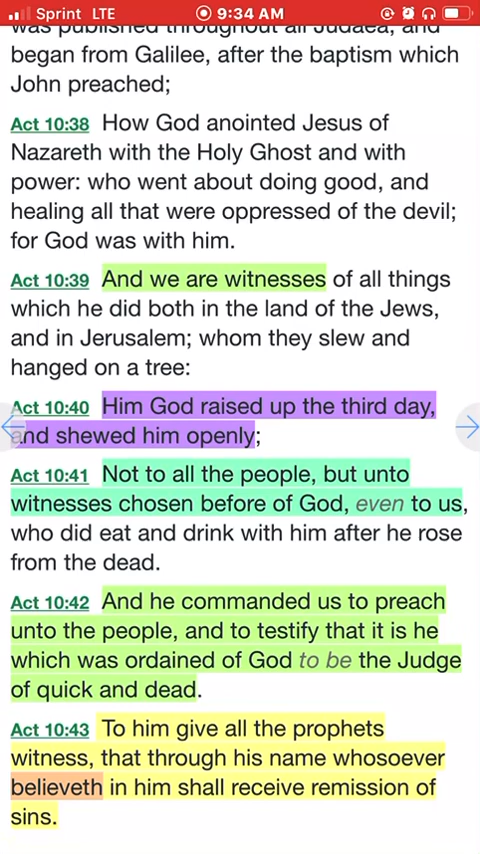 Sprint LTE 9:34 AM
was published throughout all Judaea, and
began from Galilee, after the baptism which
John preached;
Act 10:38 How God anointed Jesus of
Nazareth with the Holy Ghost and with
power: who went about doing good, and
healing all that were oppressed of the devil;
for God was with him.
Act 10:39 And we are witnesses of all things
which he did both in the land of the Jews,
and in Jerusalem; whom they slew and
hanged on a tree:
Act 10:40 Him God raised up the third day,
and shewed him openly;
Act 10:41 Not to all the people, but unto
witnesses chosen before of God, even to us,
who did eat and drink with him after he rose
from the dead.
Act 10:42 And he commanded us to preach
unto the people, and to testify that it is he
which was ordained of God to be the Judge
of quick and dead.
Act 10:43 To him give all the prophets
witness, that through his name whosoever
believeth in him shall receive remission of
sins.